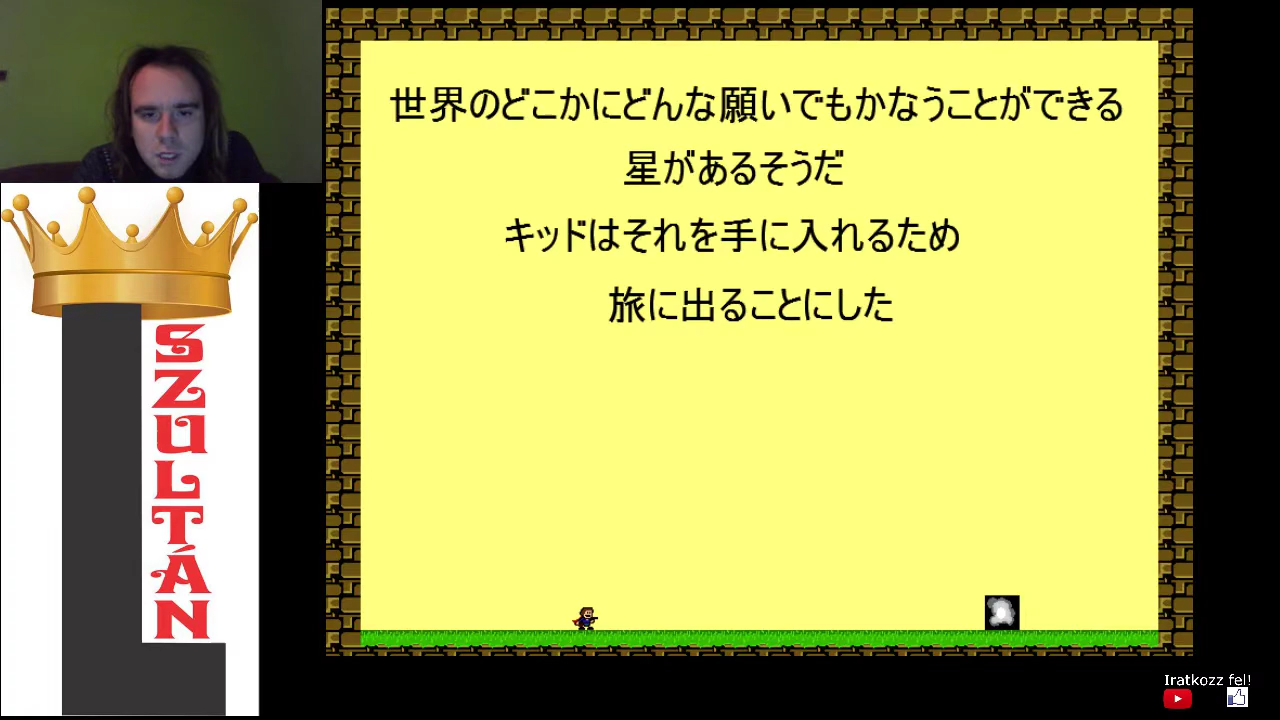 世界のどこかにどんな願いでもかなうことができる
星があるそうだ
キッドはそれを手に入れるため
旅に出ることにした
SZULTÁN
Iratkozz fel!